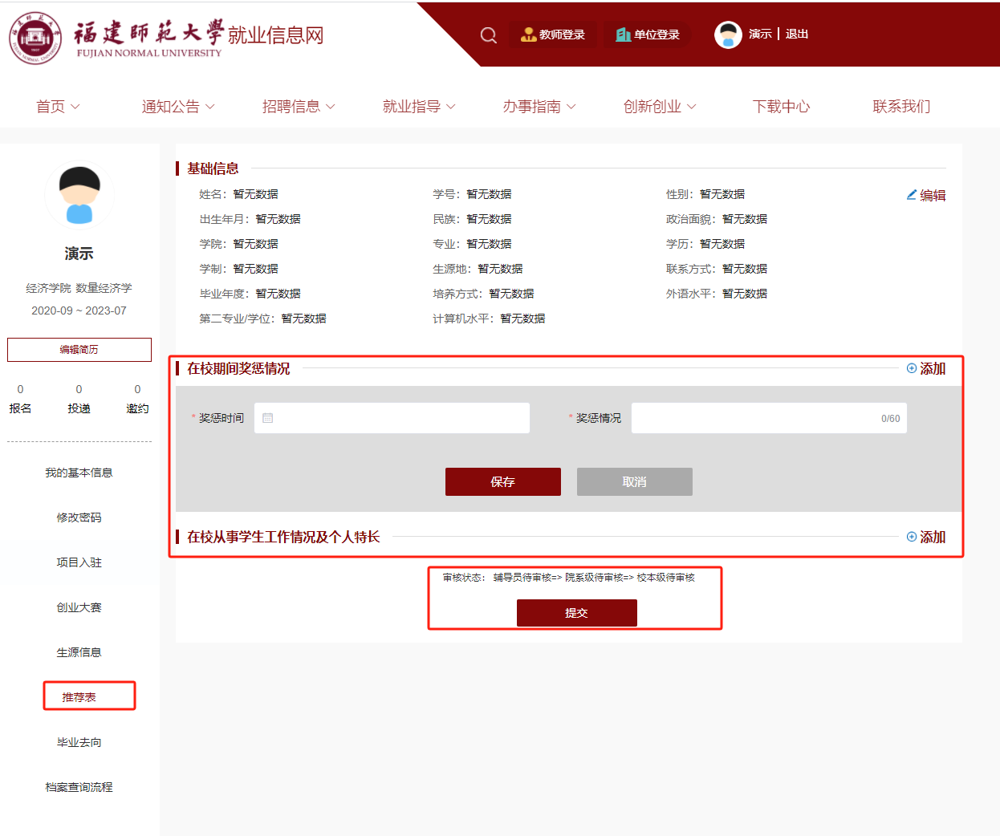 福建师范大学就业信息网
FUJIAN NORMAL UNIVERSITY
教师登录 单位登录 演示 | 退出
首页 通知公告 招聘信息 就业指导 办事指南 创新创业 下载中心 联系我们
演示
经济学院 数量经济学
2020-09 ~ 2023-07
编辑简历
0 0 0
报名 投递 邀约
我的基本信息
修改密码
项目入驻
创业大赛
生源信息
推荐表
毕业去向
档案查询流程
基础信息
编辑
姓名: 暂无数据 学号: 暂无数据 性别: 暂无数据
出生年月: 暂无数据 民族: 暂无数据 政治面貌: 暂无数据
学院: 暂无数据 专业: 暂无数据 学历: 暂无数据
学制: 暂无数据 生源地: 暂无数据 联系方式: 暂无数据
毕业年度: 暂无数据 培养方式: 暂无数据 外语水平: 暂无数据
第二专业/学位: 暂无数据 计算机水平: 暂无数据
在校期间奖惩情况 添加
* 奖惩时间 * 奖惩情况 0/60
保存 取消
在校从事学生工作情况及个人特长 添加
审核状态: 辅导员待审核=> 院系级待审核=> 校本级待审核
提交